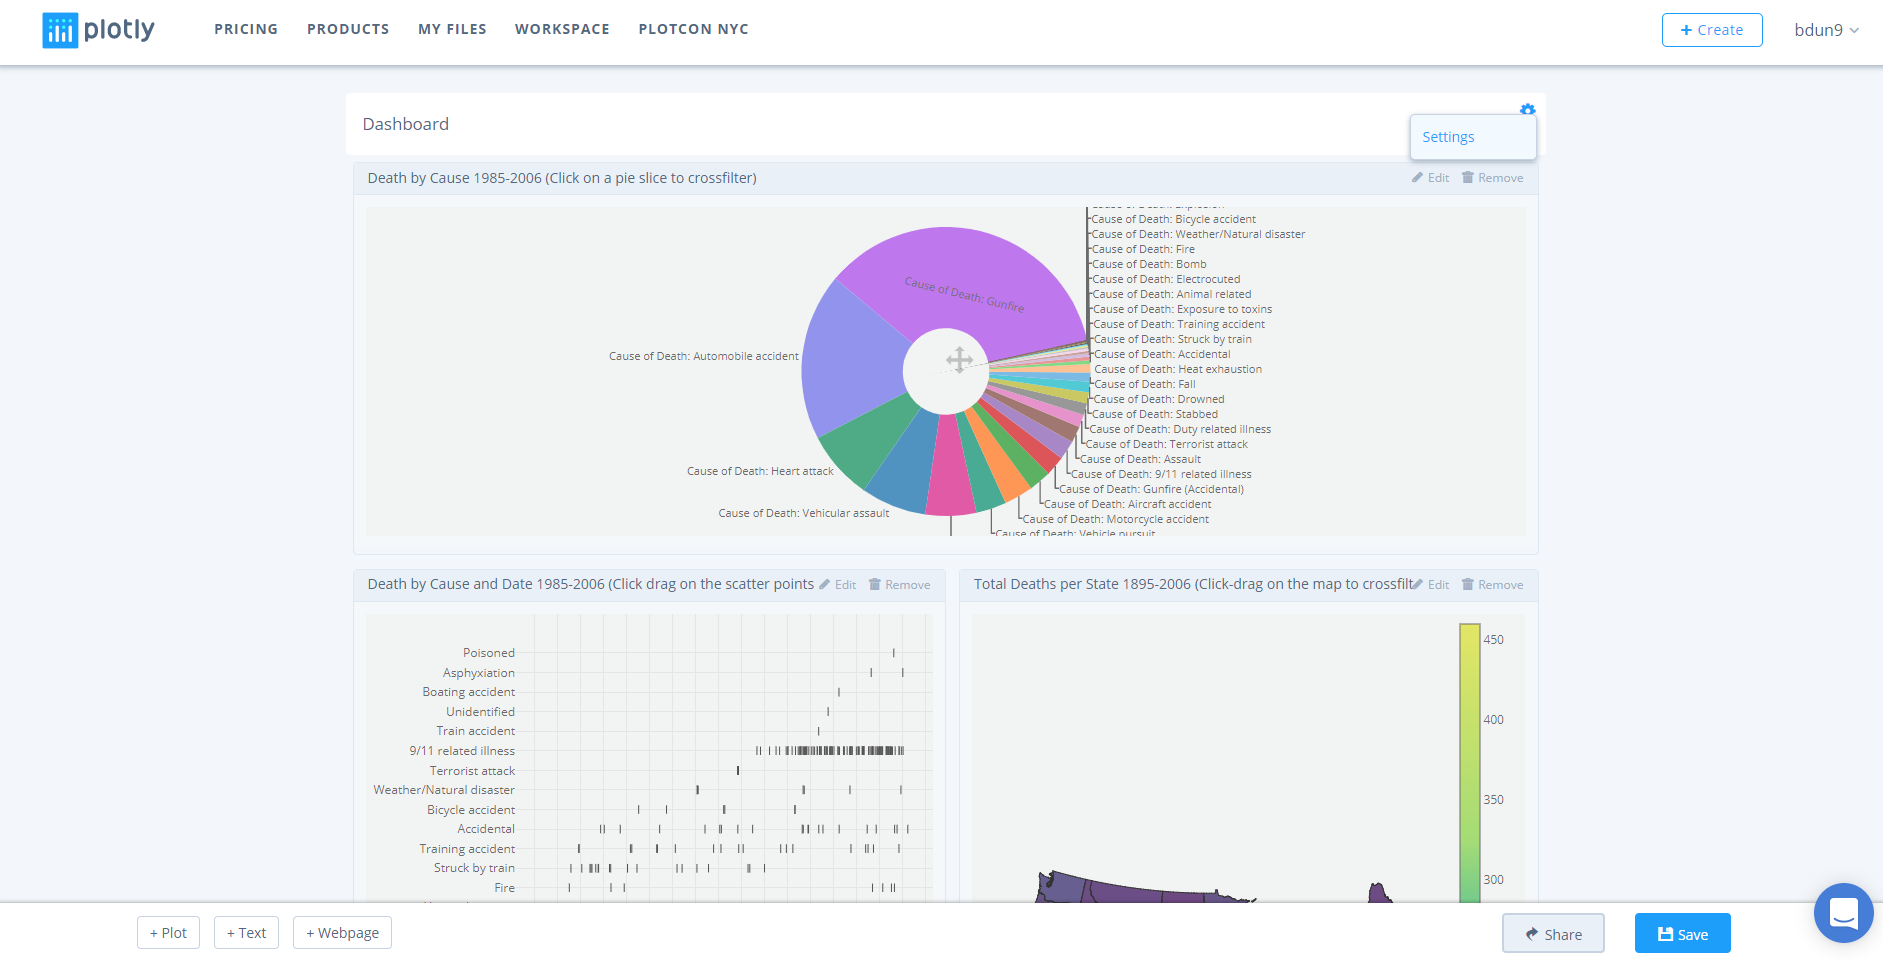 plotly
PRICING
PRODUCTS
MY FILES
WORKSPACE
PLOTCON NYC
+ Create
bdun9
Dashboard
Settings
Death by Cause 1985-2006 (Click on a pie slice to crossfilter)
Edit
Remove
Cause of Death: Explosion
Cause of Death: Bicycle accident
Cause of Death: Weather/Natural disaster
Cause of Death: Fire
Cause of Death: Bomb
Cause of Death: Electrocuted
Cause of Death: Animal related
Cause of Death: Exposure to toxins
Cause of Death: Training accident
Cause of Death: Struck by train
Cause of Death: Accidental
Cause of Death: Heat exhaustion
Cause of Death: Fall
Cause of Death: Drowned
Cause of Death: Stabbed
Cause of Death: Duty related illness
Cause of Death: Terrorist attack
Cause of Death: Assault
Cause of Death: 9/11 related illness
Cause of Death: Gunfire (Accidental)
Cause of Death: Aircraft accident
Cause of Death: Motorcycle accident
Cause of Death: Vehicle pursuit
Cause of Death: Gunfire
Cause of Death: Automobile accident
Cause of Death: Heart attack
Cause of Death: Vehicular assault
Death by Cause and Date 1985-2006 (Click drag on the scatter points
Edit
Remove
Poisoned
Asphyxiation
Boating accident
Unidentified
Train accident
9/11 related illness
Terrorist attack
Weather/Natural disaster
Bicycle accident
Accidental
Training accident
Struck by train
Fire
Total Deaths per State 1895-2006 (Click-drag on the map to crossfilt
Edit
Remove
450
400
350
300
+ Plot
+ Text
+ Webpage
Share
Save